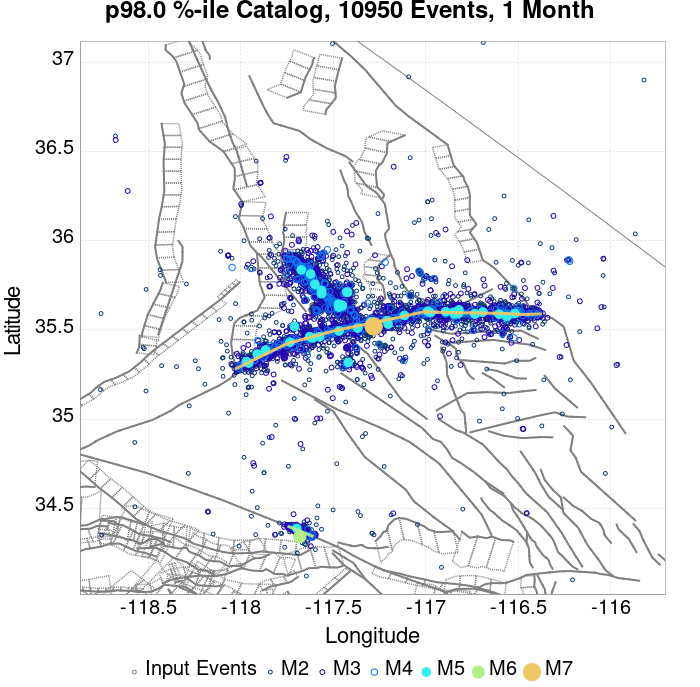 p98.0 %-ile Catalog, 10950 Events, 1 Month
37
36.5
36
35.5
35
34.5
Latitude
-118.5 -118 -117.5 -117 -116.5 -116
Longitude
Input Events M2 M3 M4 M5 M6 M7